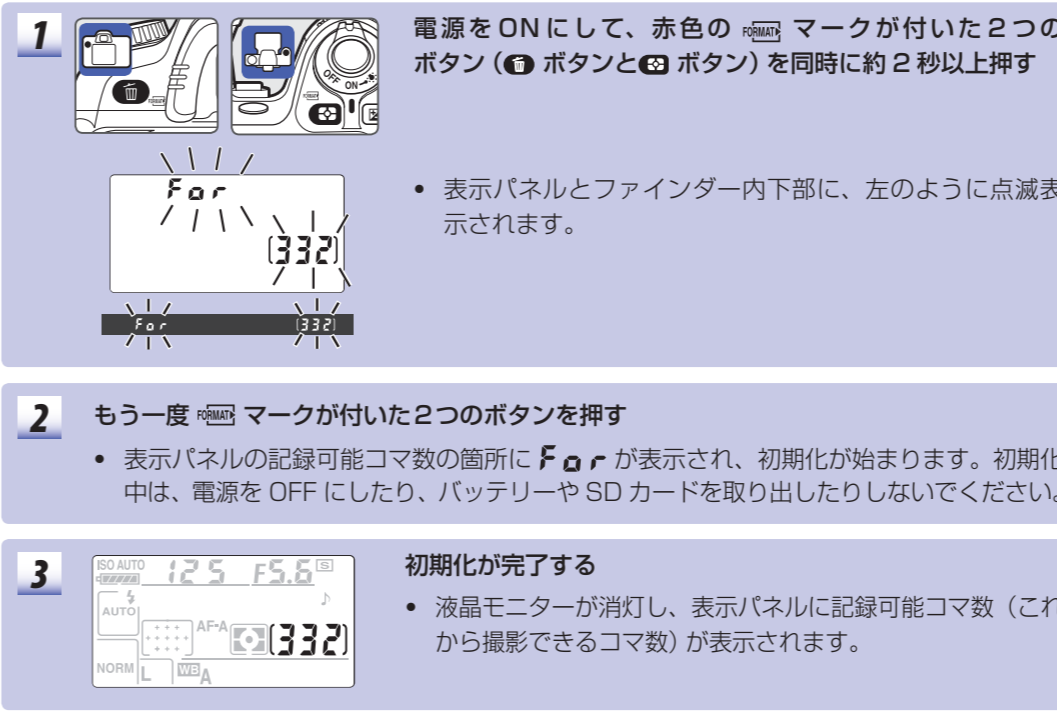 1
電源を ON にして、赤色の FORMAT マークが付いた 2 つの
ボタン( ボタンと ボタン)を同時に約 2 秒以上押す
FORMAT
OFF
ON
FORMAT
For
[332]
• 表示パネルとファインダー内下部に、左のように点滅表
示されます。
For [332]
2
もう一度 FORMAT マークが付いた2つのボタンを押す
• 表示パネルの記録可能コマ数の箇所に For が表示され、初期化が始まります。初期化
中は、電源を OFF にしたり、バッテリーや SD カードを取り出したりしないでください。
3
ISO AUTO 125 F5.6 S
AUTO
AF-A
[332]
NORM L WB A
初期化が完了する
• 液晶モニターが消灯し、表示パネルに記録可能コマ数(これ
から撮影できるコマ数)が表示されます。